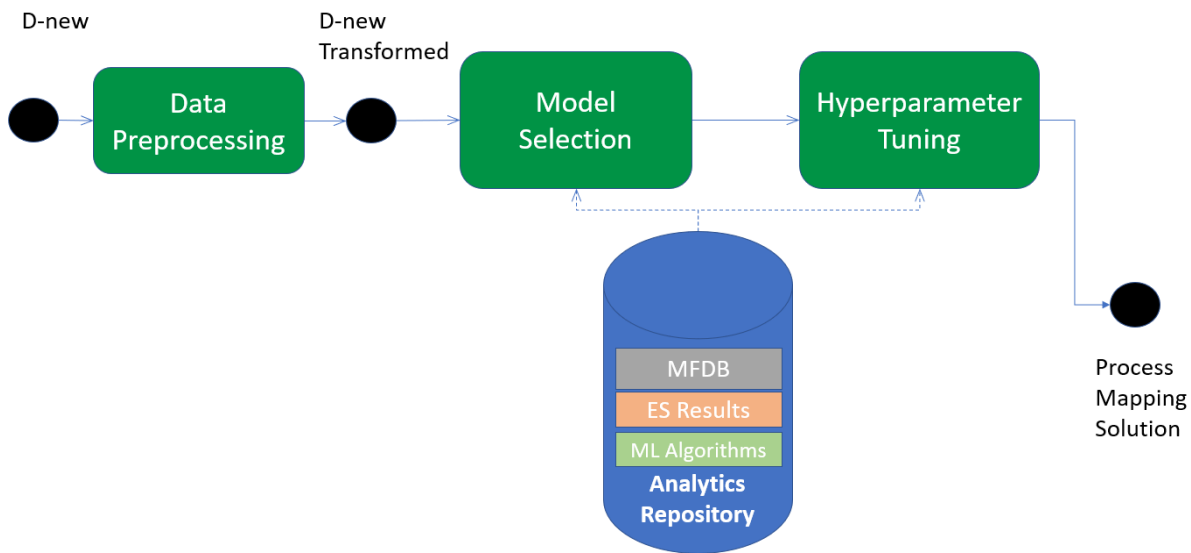 D-new
D-new
Transformed
Data
Preprocessing
Model
Selection
Hyperparameter
Tuning
MFDB
ES Results
ML Algorithms
Analytics
Repository
Process
Mapping
Solution